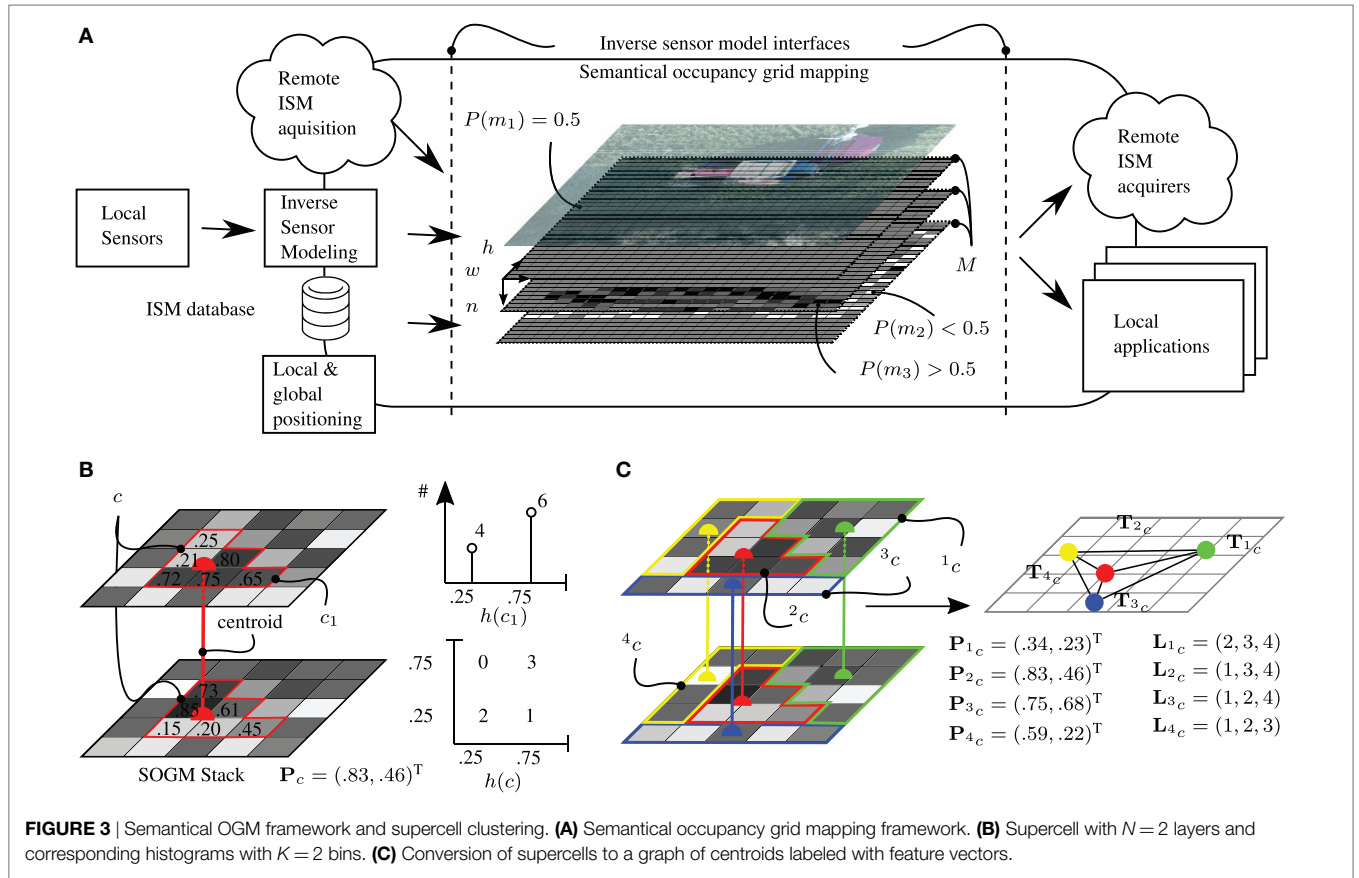 A
Inverse sensor model interfaces
Semantical occupancy grid mapping
Remote
ISM
aquisition
P(m₁) = 0.5
Remote
ISM
acquirers
Local
Sensors
Inverse
Sensor
Modeling
h
w
n
M
ISM database
P(m₂) < 0.5
P(m₃) > 0.5
Local
applications
Local &
global
positioning
B
c
.25
.21 .80
.72 .75 .65
c₁
centroid
.73
.85 .61
.15 .20 .45
SOGM Stack
P_c = (.83, .46)^T
#
4
6
.25 .75
h(c₁)
.75 0 3
.25 2 1
.25 .75
h(c)
C
¹c
³c
²c
⁴c
T₂c
T₁c
T₄c
T₃c
P₁c = (.34, .23)^T L₁c = (2, 3, 4)
P₂c = (.83, .46)^T L₂c = (1, 3, 4)
P₃c = (.75, .68)^T L₃c = (1, 2, 4)
P₄c = (.59, .22)^T L₄c = (1, 2, 3)
FIGURE 3 | Semantical OGM framework and supercell clustering. (A) Semantical occupancy grid mapping framework. (B) Supercell with N = 2 layers and
corresponding histograms with K = 2 bins. (C) Conversion of supercells to a graph of centroids labeled with feature vectors.